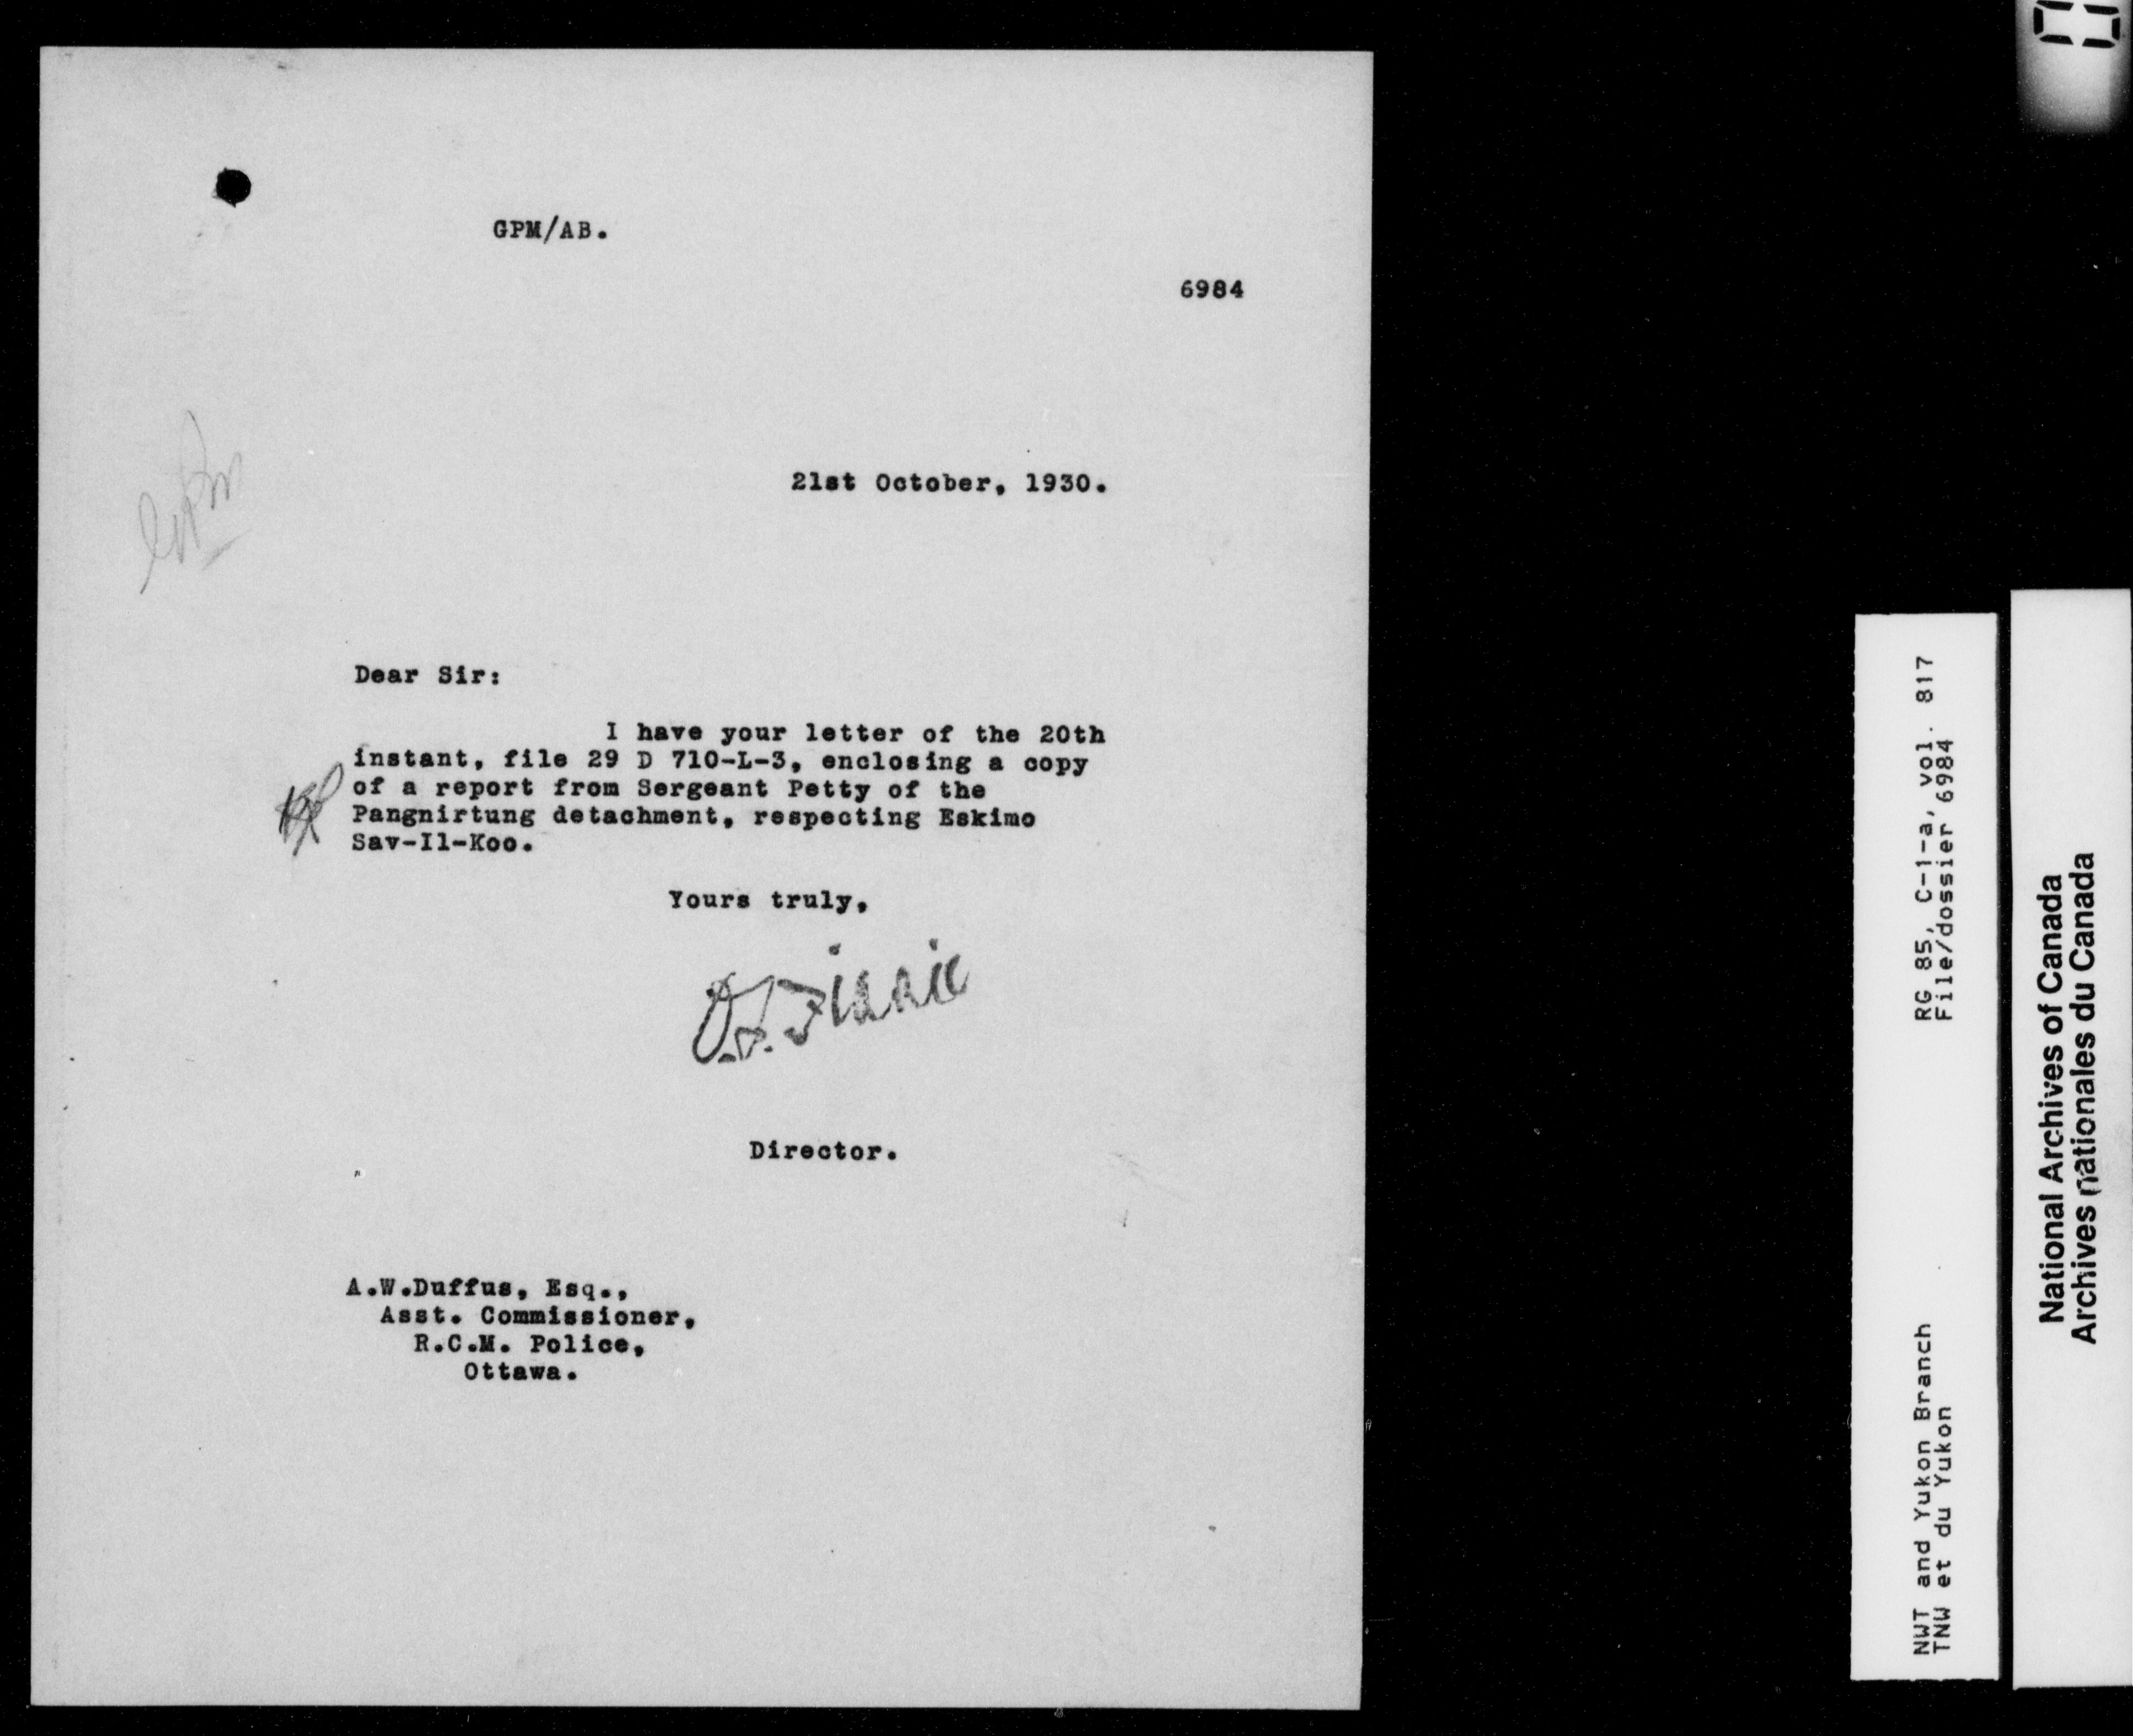 GPM/AB.
6984
21st October, 1930.
Dear Sir:
I have your letter of the 20th
instant, file 29 D 710-L-3, enclosing a copy
of a report from Sergeant Petty of the
Pangnirtung detachment, respecting Eskimo
Sav-Il-Koo.
Yours truly,
O.S. Finnie
Director.
A.W.Duffus, Esq.,
Asst. Commissioner,
R.C.M. Police,
Ottawa.
RG 85, C-1-a, vol. 817
File/dossier 6984
NWT and Yukon Branch
TNW et du Yukon
National Archives of Canada
Archives nationales du Canada